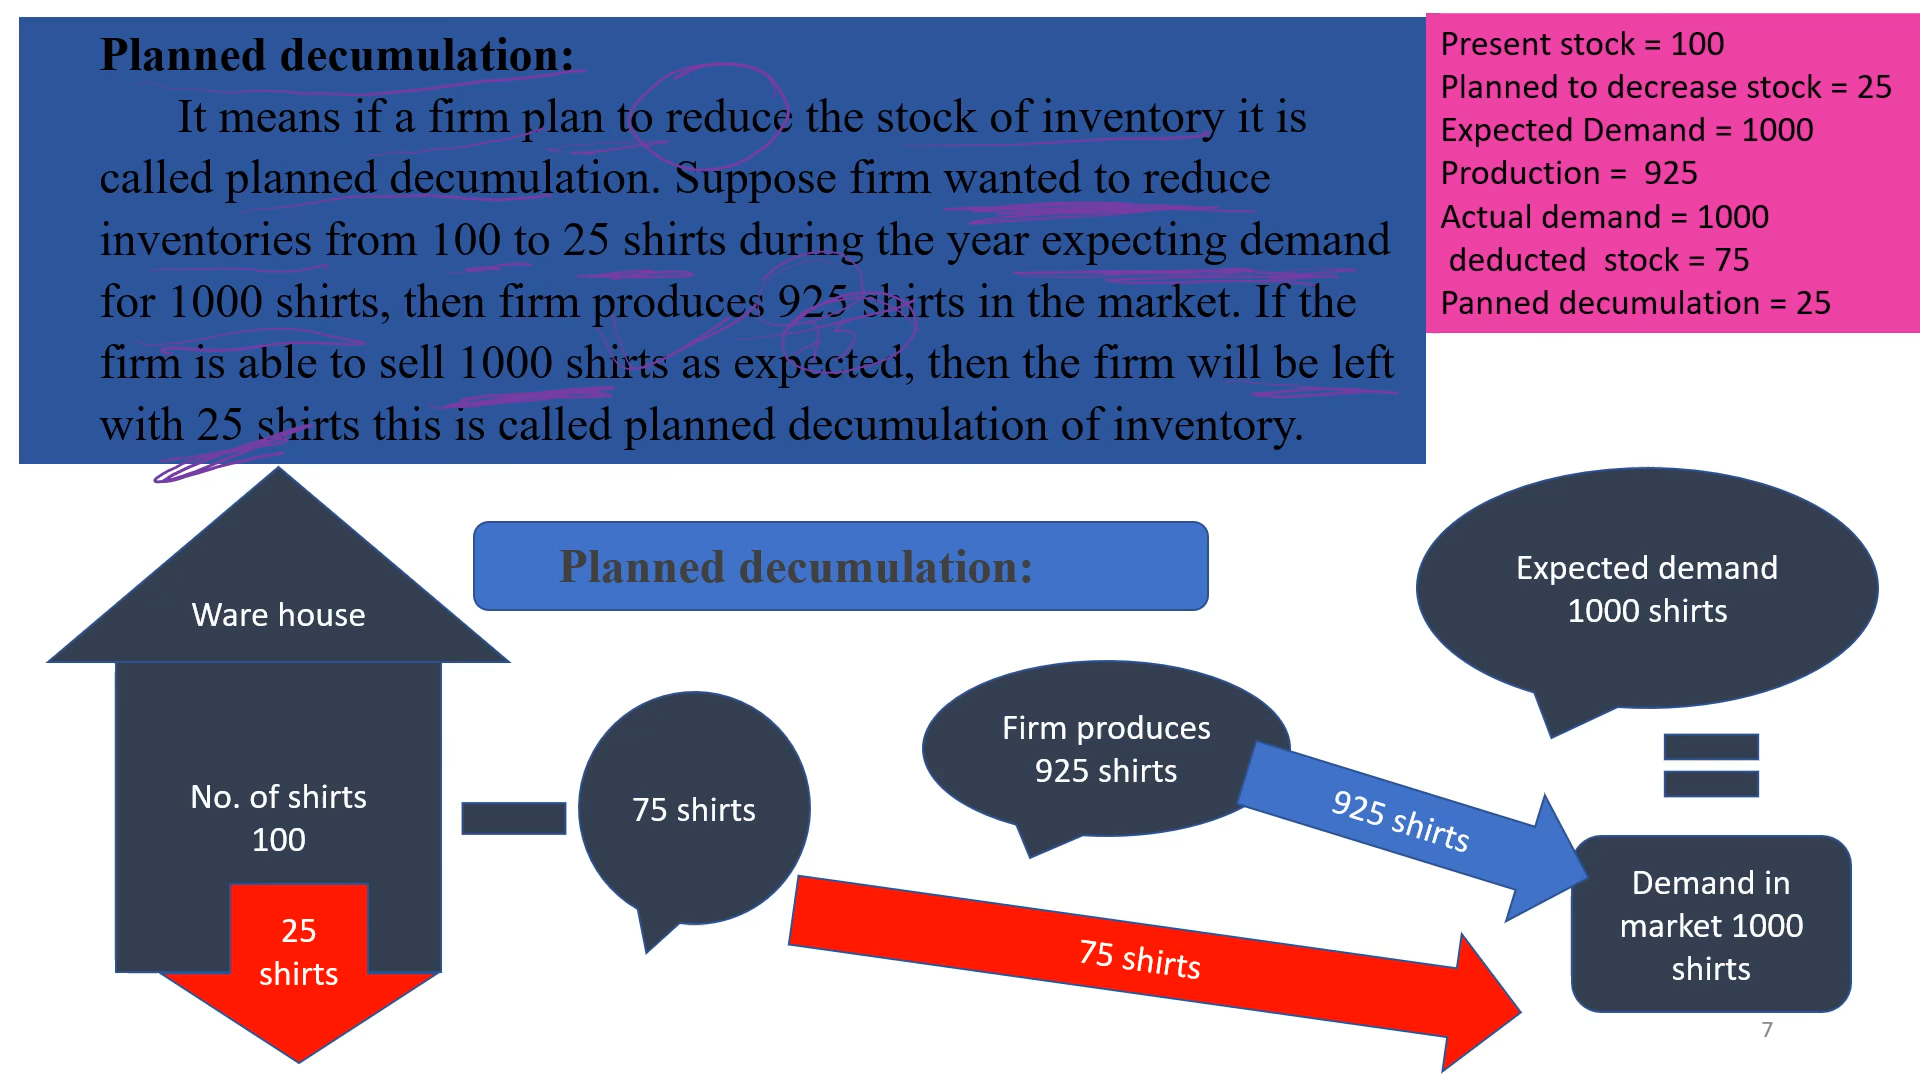 Planned decumulation:
It means if a firm plan to reduce the stock of inventory it is
called planned decumulation. Suppose firm wanted to reduce
inventories from 100 to 25 shirts during the year expecting demand
for 1000 shirts, then firm produces 925 shirts in the market. If the
firm is able to sell 1000 shirts as expected, then the firm will be left
with 25 shirts this is called planned decumulation of inventory.
Present stock = 100
Planned to decrease stock = 25
Expected Demand = 1000
Production = 925
Actual demand = 1000
deducted stock = 75
Panned decumulation = 25
Planned decumulation:
Ware house
No. of shirts
100
25
shirts
75 shirts
Firm produces
925 shirts
Expected demand
1000 shirts
925 shirts
75 shirts
Demand in
market 1000
shirts
7